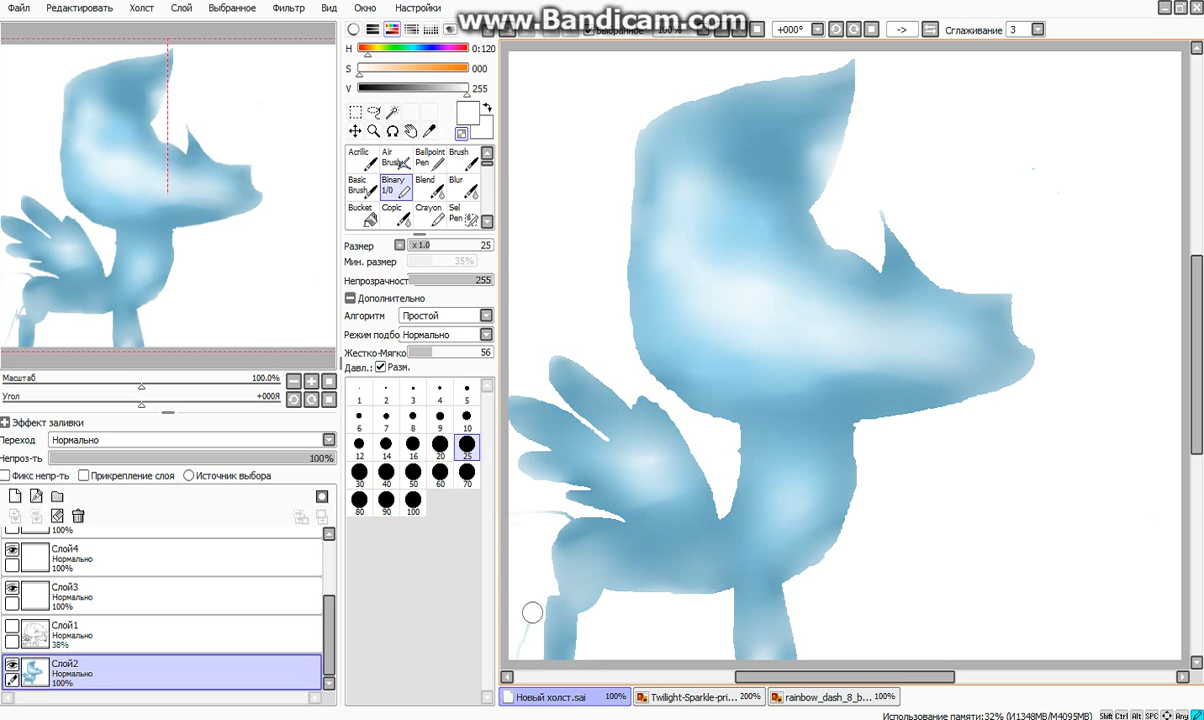 www.Bandicam.com
Файл Редактировать Холст Слой Выбранное Фильтр Вид Окно Настройки
+000° -> Сглаживание 3
H 0:120
S 000
V 255
Acrilic Air Brush Ballpoint Pen Brush
Basic Brush Binary 1/0 Blend Blur
Bucket Copic Crayon Sel Pen
Размер x 1.0 25
Мин. размер 35%
Непрозрачност 255
Дополнительно
Алгоритм Простой
Режим подбо Нормально
Жестко-Мягко 56
Давл.: Разм.
1 2 3 4 5
6 7 8 9 10
12 14 16 20 25
30 40 50 60 70
80 90 100
Масштаб 100.0%
Угол +000Я
Эффект заливки
Переход Нормально
Непроз-ть 100%
Фикс непр-ть Прикрепление слоя
Источник выбора
100%
Слой4
Нормально
100%
Слой3
Нормально
100%
Слой1
Нормально
38%
Слой2
Нормально
100%
Новый холст.sai 100% Twilight-Sparkle-pri... 200% rainbow_dash_8_b... 100%
Использование памяти:32% (И1348MB/M4095MB) Shft Ctrl Alt SPC Any